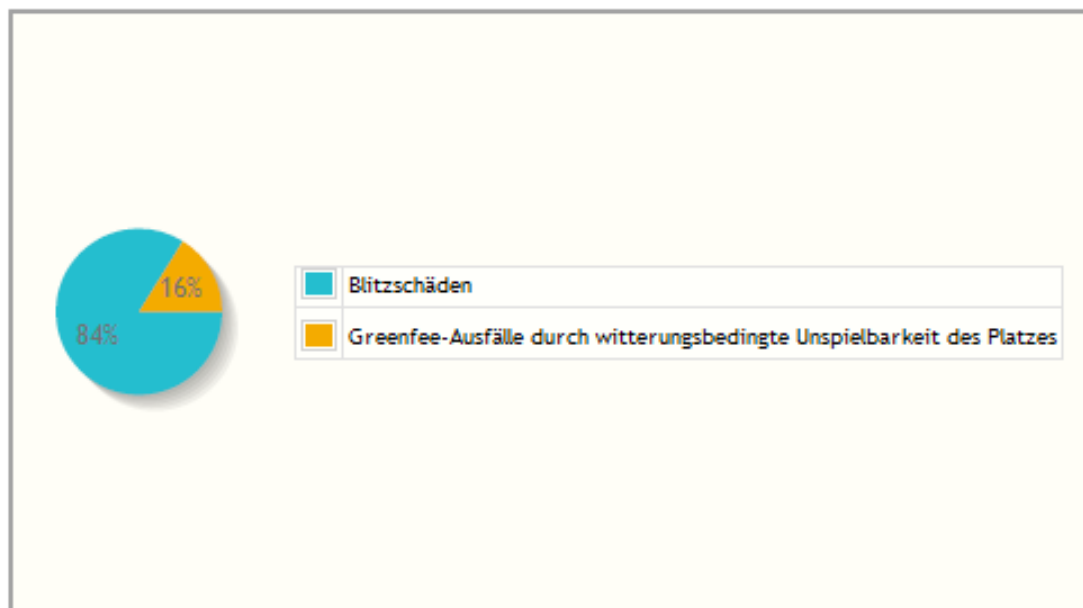 16%
84%
Blitzschäden
Greenfee-Ausfälle durch witterungsbedingte Unspielbarkeit des Platzes